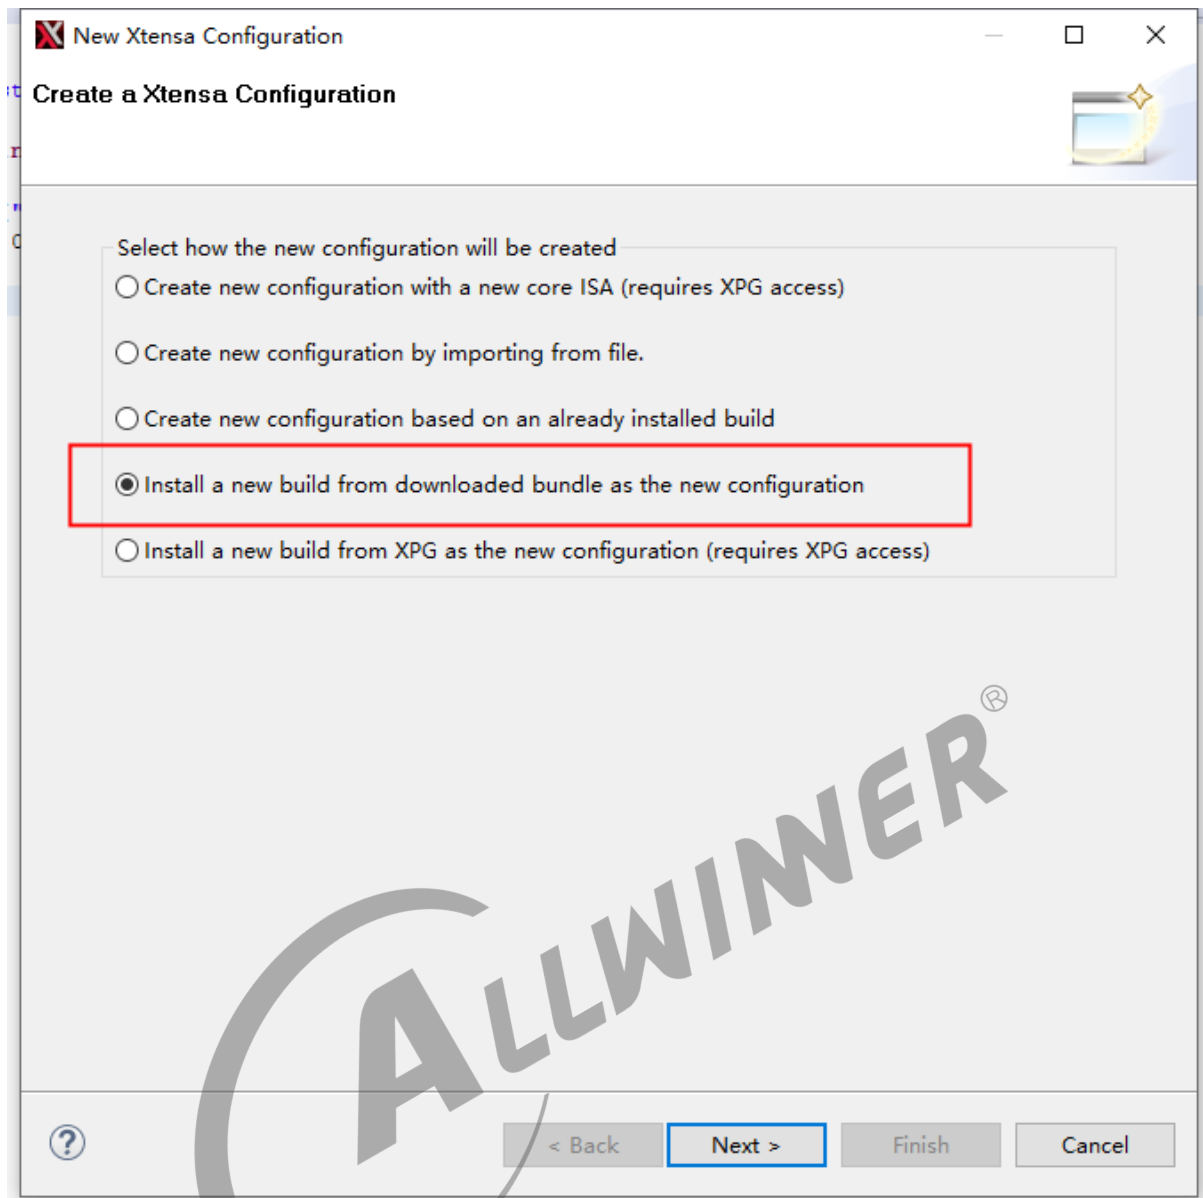 New Xtensa Configuration
Create a Xtensa Configuration
Select how the new configuration will be created
Create new configuration with a new core ISA (requires XPG access)
Create new configuration by importing from file.
Create new configuration based on an already installed build
Install a new build from downloaded bundle as the new configuration
Install a new build from XPG as the new configuration (requires XPG access)
ALLWINNER®
?
< Back
Next >
Finish
Cancel